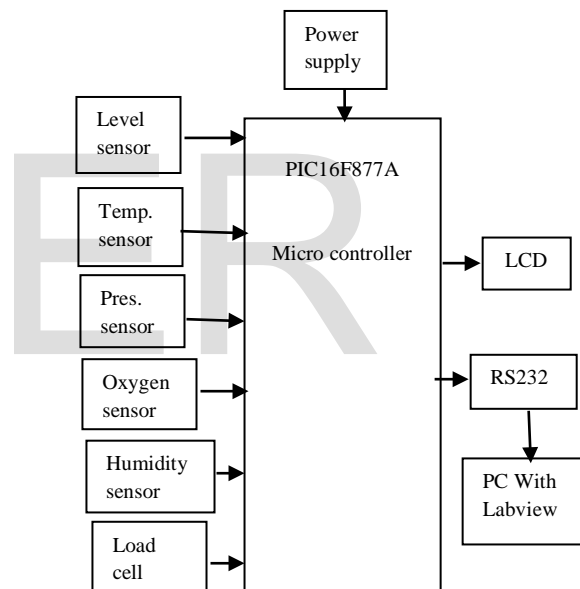 Power
supply
Level
sensor
PIC16F877A
Temp.
sensor
Micro controller
LCD
Pres.
sensor
Oxygen
sensor
RS232
Humidity
sensor
PC With
Labview
Load
cell
ER